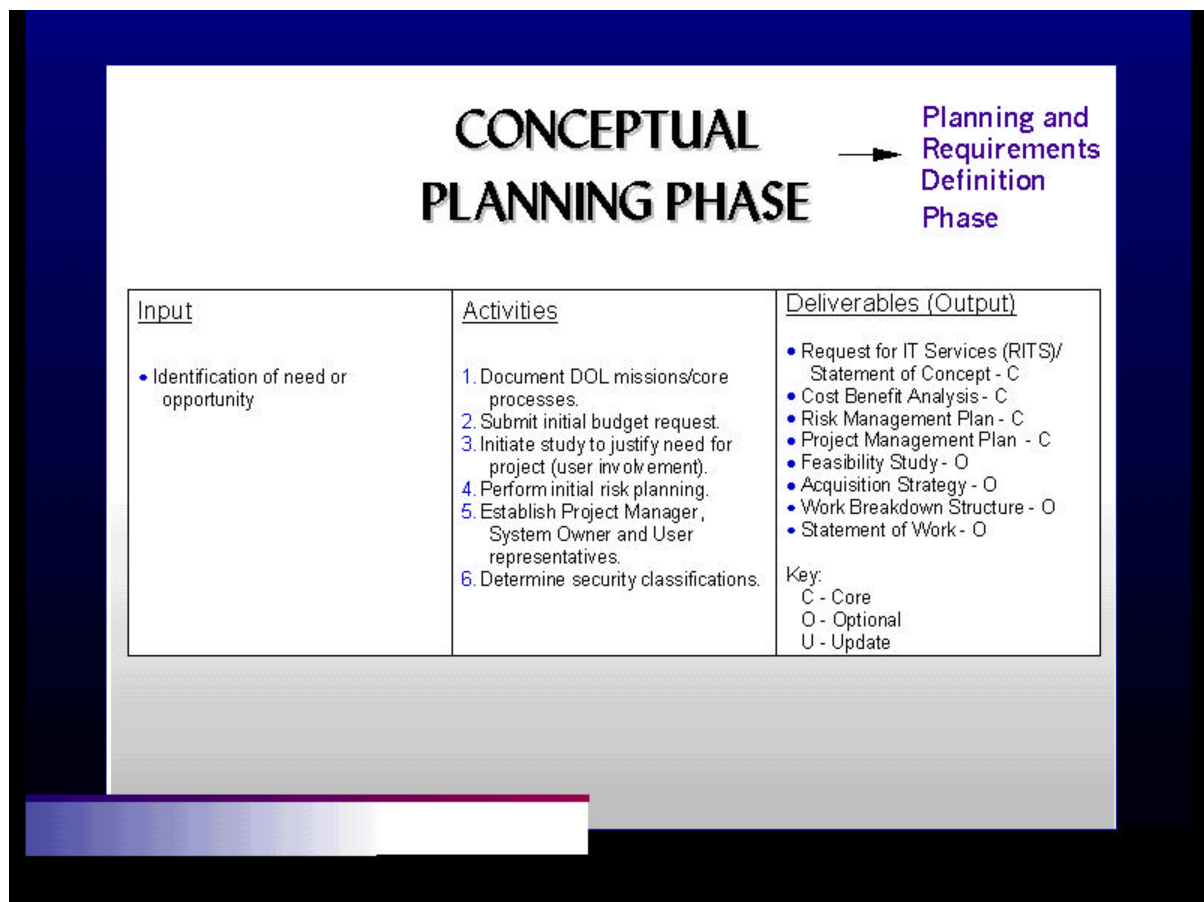 CONCEPTUAL
PLANNING PHASE
Planning and
Requirements
Definition
Phase
Input
• Identification of need or
opportunity
Activities
1. Document DOL missions/core
processes.
2. Submit initial budget request.
3. Initiate study to justify need for
project (user involvement).
4. Perform initial risk planning.
5. Establish Project Manager,
System Owner and User
representatives.
6. Determine security classifications.
Deliverables (Output)
• Request for IT Services (RITS)/
Statement of Concept - C
• Cost Benefit Analysis - C
• Risk Management Plan - C
• Project Management Plan - C
• Feasibility Study - O
• Acquisition Strategy - O
• Work Breakdown Structure - O
• Statement of Work - O
Key:
C - Core
O - Optional
U - Update